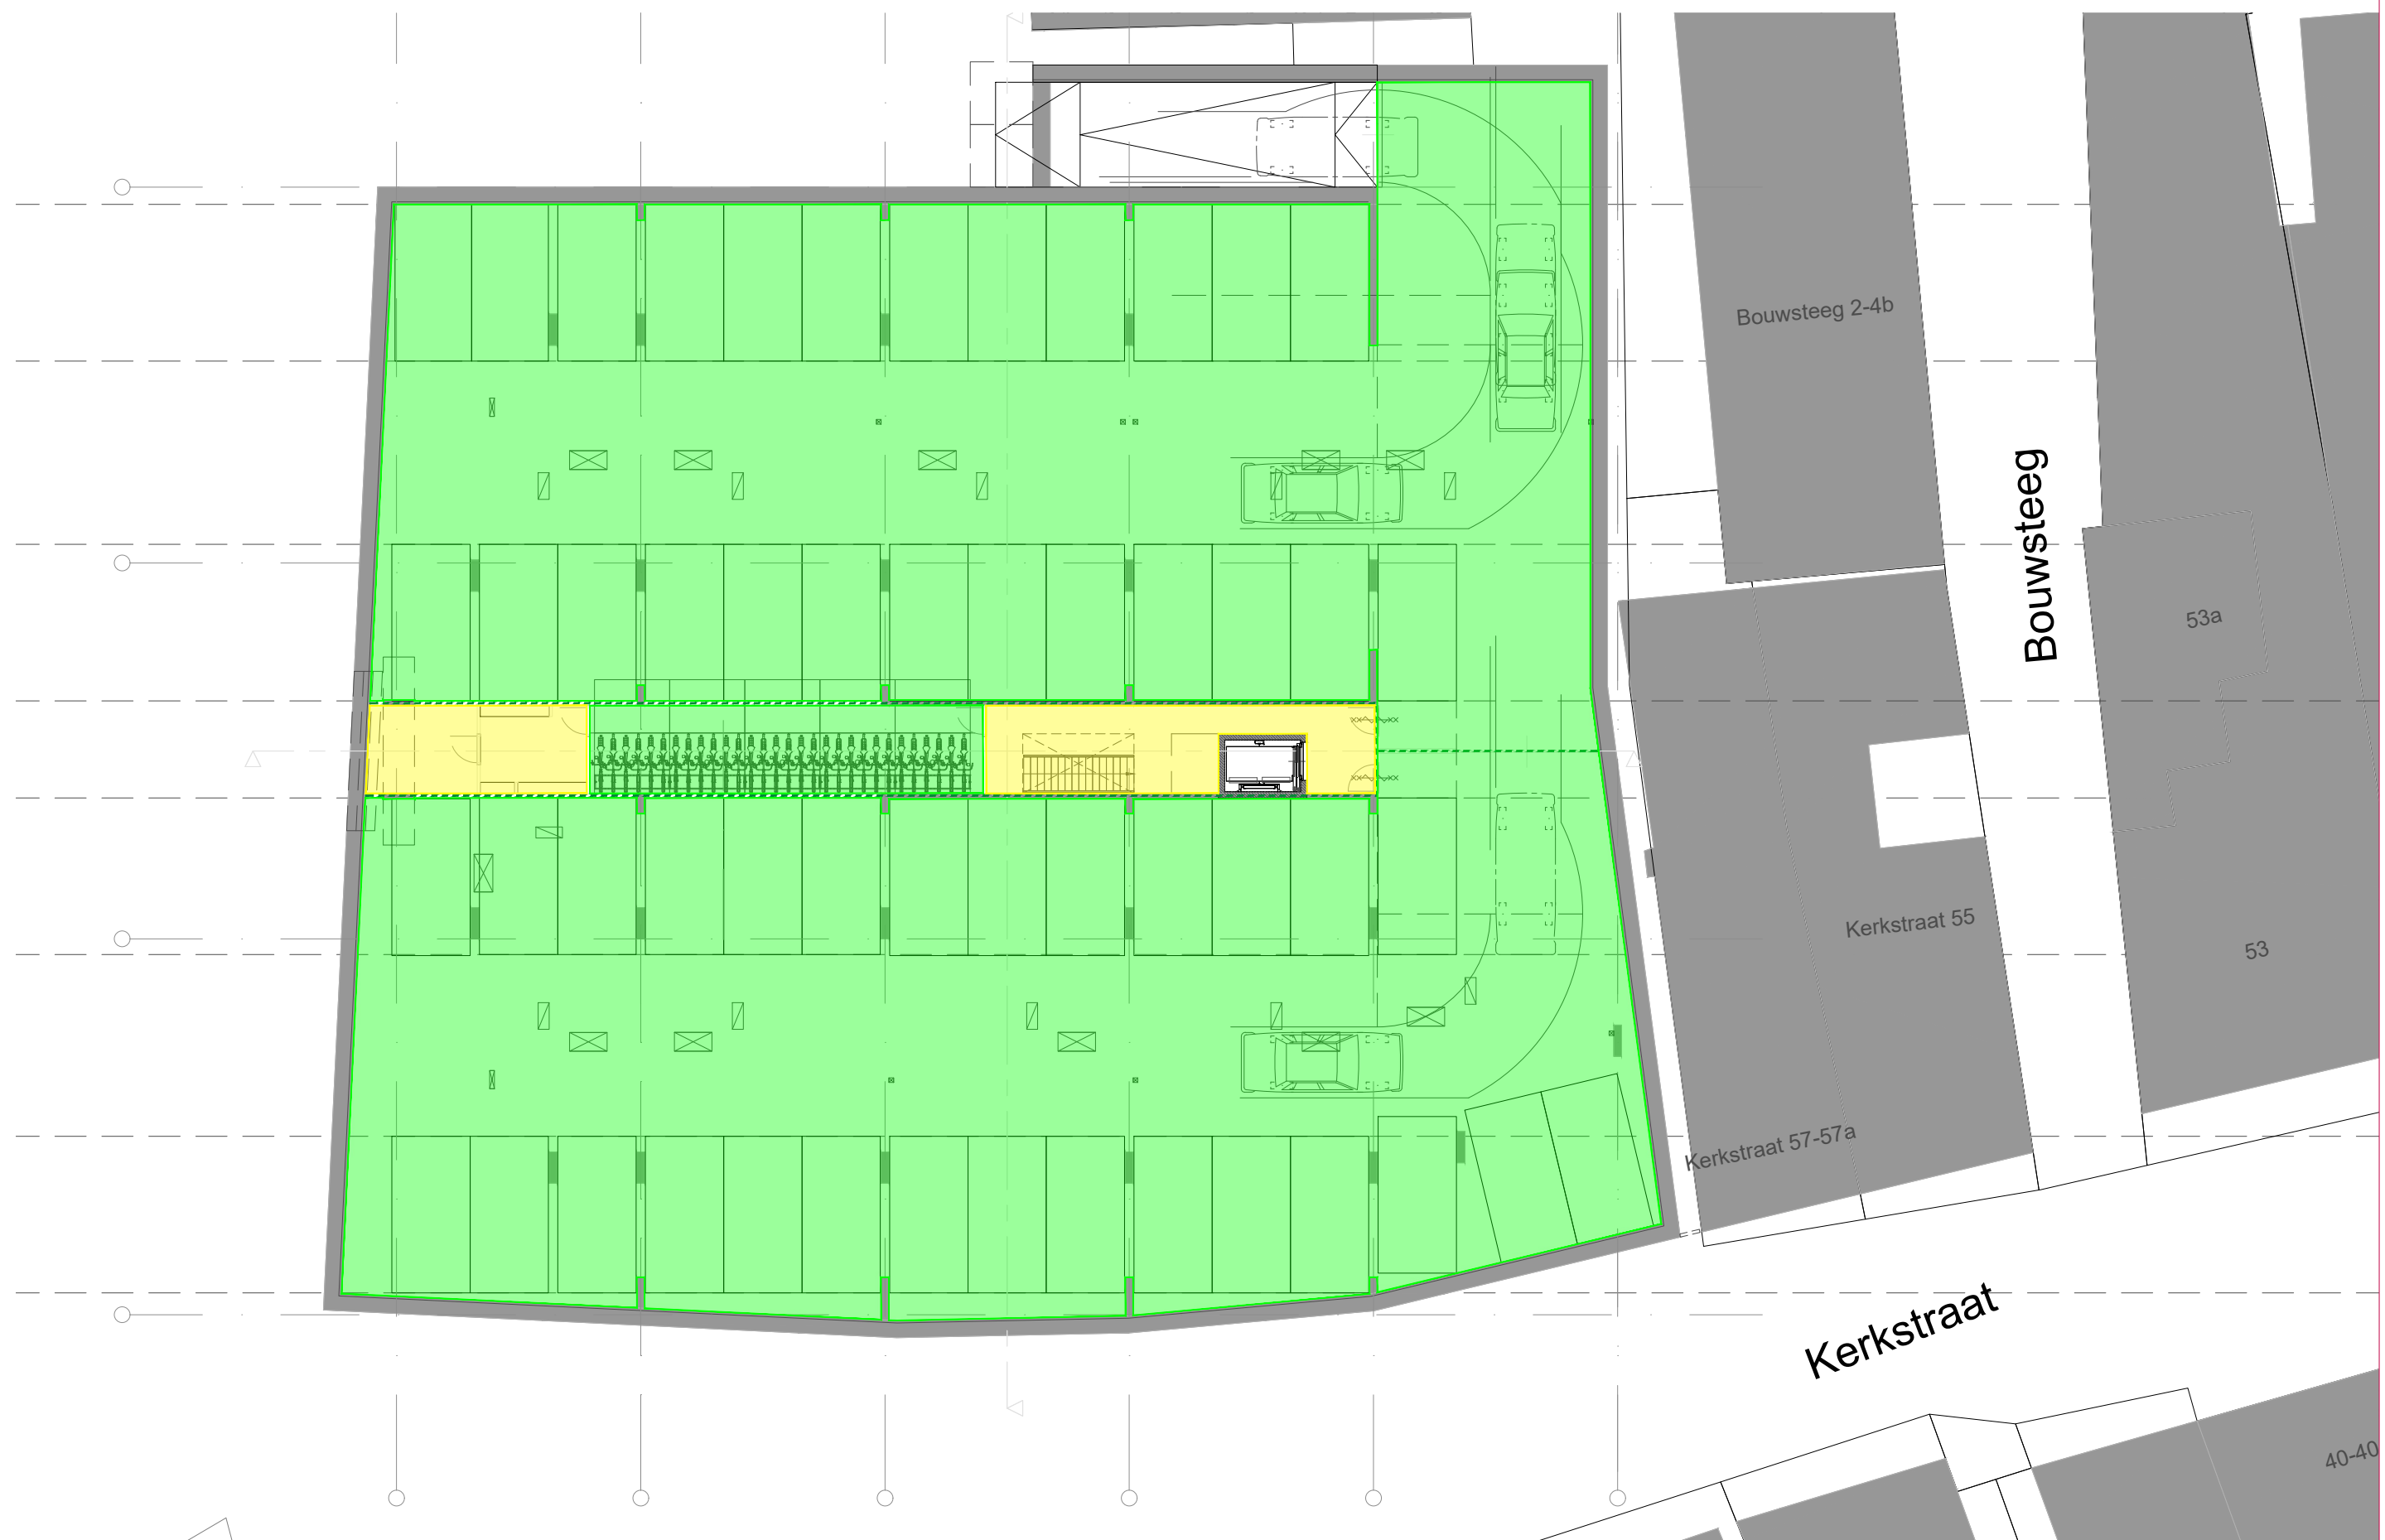 Bouwsteeg 2-4b
Bouwsteeg
53a
Kerkstraat 55
53
Kerkstraat 57-57a
Kerkstraat
40-40